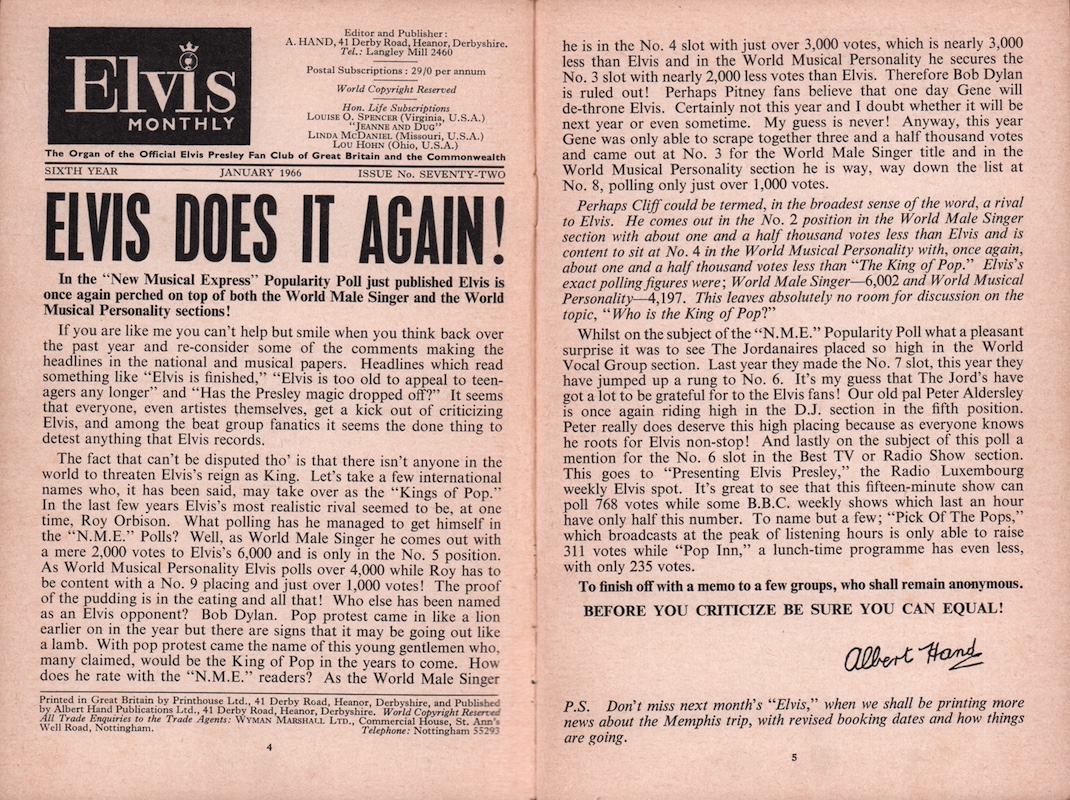 Elvis
MONTHLY
Editor and Publisher :
A. HAND, 41 Derby Road, Heanor, Derbyshire.
Tel.: Langley Mill 2460
Postal Subscriptions : 29/0 per annum
World Copyright Reserved
Hon. Life Subscriptions
LOUISE O. SPENCER (Virginia, U.S.A.)
"JEANNE AND DUG"
LINDA MCDANIEL (Missouri, U.S.A.)
LOU HOHN (Ohio, U.S.A.)
The Organ of the Official Elvis Presley Fan Club of Great Britain and the Commonwealth
SIXTH YEAR JANUARY 1966 ISSUE No. SEVENTY-TWO
ELVIS DOES IT AGAIN!
In the "New Musical Express" Popularity Poll just published Elvis is
once again perched on top of both the World Male Singer and the World
Musical Personality sections!
If you are like me you can't help but smile when you think back over
the past year and re-consider some of the comments making the
headlines in the national and musical papers. Headlines which read
something like "Elvis is finished," "Elvis is too old to appeal to teen-
agers any longer" and "Has the Presley magic dropped off?" It seems
that everyone, even artistes themselves, get a kick out of criticizing
Elvis, and among the beat group fanatics it seems the done thing to
detest anything that Elvis records.
The fact that can't be disputed tho' is that there isn't anyone in the
world to threaten Elvis's reign as King. Let's take a few international
names who, it has been said, may take over as the "Kings of Pop."
In the last few years Elvis's most realistic rival seemed to be, at one
time, Roy Orbison. What polling has he managed to get himself in
the "N.M.E." Polls? Well, as World Male Singer he comes out with
a mere 2,000 votes to Elvis's 6,000 and is only in the No. 5 position.
As World Musical Personality Elvis polls over 4,000 while Roy has to
be content with a No. 9 placing and just over 1,000 votes! The proof
of the pudding is in the eating and all that! Who else has been named
as an Elvis opponent? Bob Dylan. Pop protest came in like a lion
earlier on in the year but there are signs that it may be going out like
a lamb. With pop protest came the name of this young gentlemen who,
many claimed, would be the King of Pop in the years to come. How
does he rate with the "N.M.E." readers? As the World Male Singer
Printed in Great Britain by Printhouse Ltd., 41 Derby Road, Heanor, Derbyshire, and Published
by Albert Hand Publications Ltd., 41 Derby Road, Heanor, Derbyshire. World Copyright Reserved
All Trade Enquiries to the Trade Agents: WYMAN MARSHALL LTD., Commercial House, St. Ann's
Well Road, Nottingham. Telephone: Nottingham 55293
4
he is in the No. 4 slot with just over 3,000 votes, which is nearly 3,000
less than Elvis and in the World Musical Personality he secures the
No. 3 slot with nearly 2,000 less votes than Elvis. Therefore Bob Dylan
is ruled out! Perhaps Pitney fans believe that one day Gene will
de-throne Elvis. Certainly not this year and I doubt whether it will be
next year or even sometime. My guess is never! Anyway, this year
Gene was only able to scrape together three and a half thousand votes
and came out at No. 3 for the World Male Singer title and in the
World Musical Personality section he is way, way down the list at
No. 8, polling only just over 1,000 votes.
Perhaps Cliff could be termed, in the broadest sense of the word, a rival
to Elvis. He comes out in the No. 2 position in the World Male Singer
section with about one and a half thousand votes less than Elvis and is
content to sit at No. 4 in the World Musical Personality with, once again,
about one and a half thousand votes less than "The King of Pop." Elvis's
exact polling figures were; World Male Singer—6,002 and World Musical
Personality—4,197. This leaves absolutely no room for discussion on the
topic, "Who is the King of Pop?"
Whilst on the subject of the "N.M.E." Popularity Poll what a pleasant
surprise it was to see The Jordanaires placed so high in the World
Vocal Group section. Last year they made the No. 7 slot, this year they
have jumped up a rung to No. 6. It's my guess that The Jord's have
got a lot to be grateful for to the Elvis fans! Our old pal Peter Aldersley
is once again riding high in the D.J. section in the fifth position.
Peter really does deserve this high placing because as everyone knows
he roots for Elvis non-stop! And lastly on the subject of this poll a
mention for the No. 6 slot in the Best TV or Radio Show section.
This goes to "Presenting Elvis Presley," the Radio Luxembourg
weekly Elvis spot. It's great to see that this fifteen-minute show can
poll 768 votes while some B.B.C. weekly shows which last an hour
have only half this number. To name but a few; "Pick Of The Pops,"
which broadcasts at the peak of listening hours is only able to raise
311 votes while "Pop Inn," a lunch-time programme has even less,
with only 235 votes.
To finish off with a memo to a few groups, who shall remain anonymous.
BEFORE YOU CRITICIZE BE SURE YOU CAN EQUAL!
Albert Hand
P.S. Don't miss next month's "Elvis," when we shall be printing more
news about the Memphis trip, with revised booking dates and how things
are going.
5